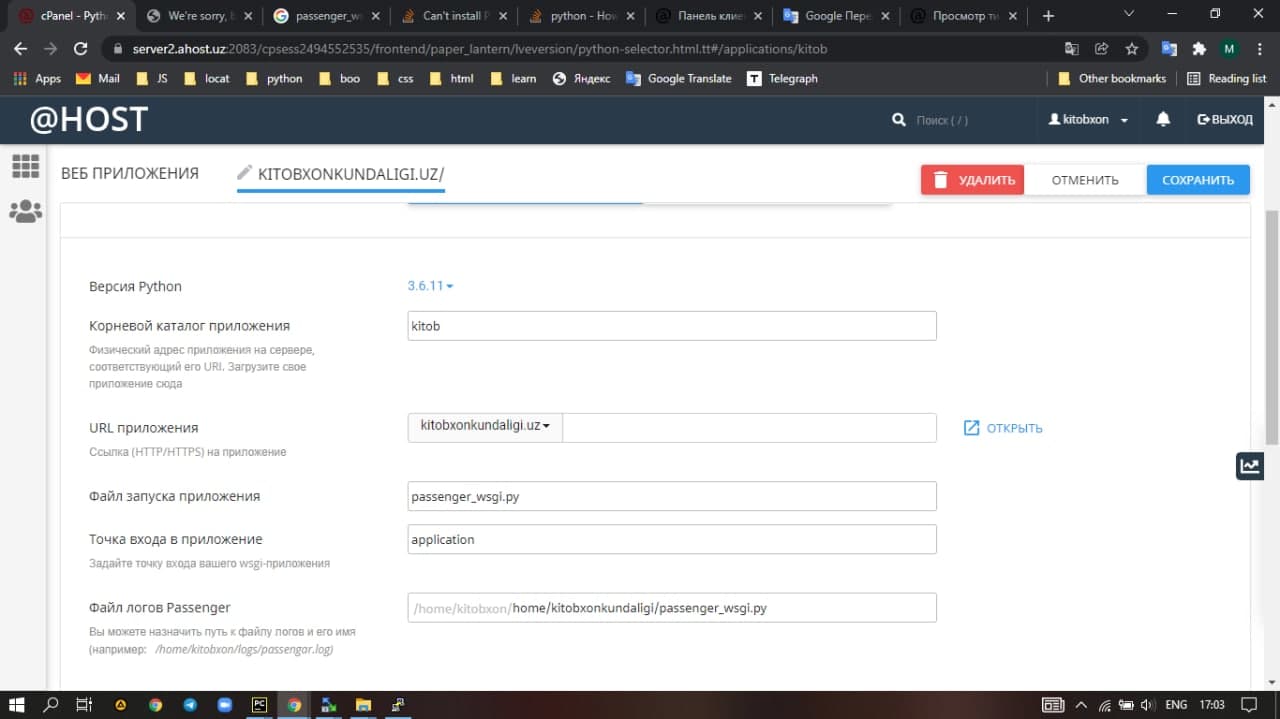 cPanel - Pyth
We're sorry, b
passenger_ws
Can't install P
python - How
Панель клие
Google Пере
Просмотр ти
server2.ahost.uz:2083/cpsess2494552535/frontend/paper_lantern/lveversion/python-selector.html.tt#/applications/kitob
M
Apps Mail JS locat python boo css html learn Яндекс Google Translate T Telegraph Other bookmarks Reading list
@HOST Поиск ( / ) kitobxon ВЫХОД
ВЕБ ПРИЛОЖЕНИЯ KITOBXONKUNDALIGI.UZ/ УДАЛИТЬ ОТМЕНИТЬ СОХРАНИТЬ
Версия Python 3.6.11
Корневой каталог приложения kitob
Физический адрес приложения на сервере,
соответствующий его URI. Загрузите свое
приложение сюда
URL приложения kitobxonkundaligi.uz ОТКРЫТЬ
Ссылка (HTTP/HTTPS) на приложение
Файл запуска приложения passenger_wsgi.py
Точка входа в приложение application
Задайте точку входа вашего wsgi-приложения
Файл логов Passenger /home/kitobxon/home/kitobxonkundaligi/passenger_wsgi.py
Вы можете назначить путь к файлу логов и его имя
(например: /home/kitobxon/logs/passengar.log)
PC ENG 17:03